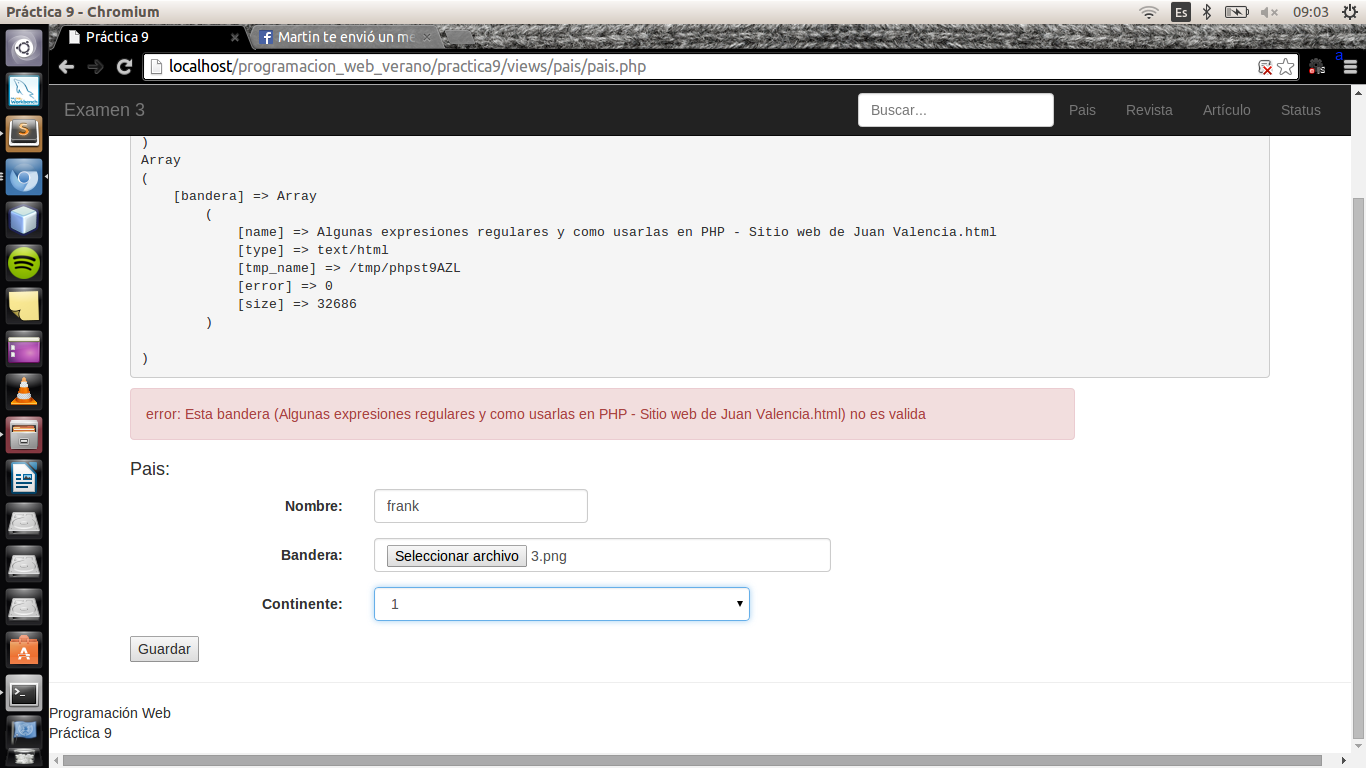 Práctica 9 - Chromium
Es
09:03
Práctica 9
Martin te envió un me
localhost/programacion_web_verano/practica9/views/pais/pais.php
Examen 3
Buscar...
Pais
Revista
Artículo
Status
)
Array
(
[bandera] => Array
(
[name] => Algunas expresiones regulares y como usarlas en PHP - Sitio web de Juan Valencia.html
[type] => text/html
[tmp_name] => /tmp/phpst9AZL
[error] => 0
[size] => 32686
)
)
error: Esta bandera (Algunas expresiones regulares y como usarlas en PHP - Sitio web de Juan Valencia.html) no es valida
Pais:
Nombre:
frank
Bandera:
Seleccionar archivo 3.png
Continente:
1
Guardar
Programación Web
Práctica 9